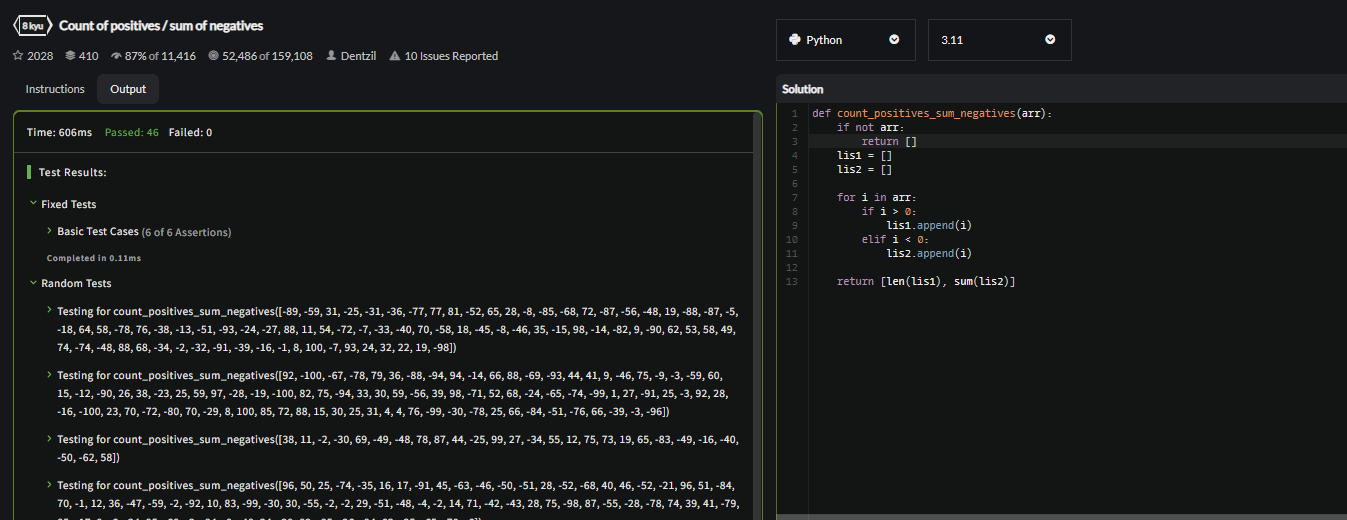 8 kyu Count of positives / sum of negatives
2028 410 87% of 11,416 52,486 of 159,108 Dentzil 10 Issues Reported
Instructions Output
Time: 606ms Passed: 46 Failed: 0
Test Results:
Fixed Tests
Basic Test Cases (6 of 6 Assertions)
Completed in 0.11ms
Random Tests
Testing for count_positives_sum_negatives([-89, -59, 31, -25, -31, -36, -77, 77, 81, -52, 65, 28, -8, -85, -68, 72, -87, -56, -48, 19, -88, -87, -5,
-18, 64, 58, -78, 76, -38, -13, -51, -93, -24, -27, 88, 11, 54, -72, -7, -33, -40, 70, -58, 18, -45, -8, -46, 35, -15, 98, -14, -82, 9, -90, 62, 53, 58, 49,
74, -74, -48, 88, 68, -34, -2, -32, -91, -39, -16, -1, 8, 100, -7, 93, 24, 32, 22, 19, -98])
Testing for count_positives_sum_negatives([92, -100, -67, -78, 79, 36, -88, -94, 94, -14, 66, 88, -69, -93, 44, 41, 9, -46, 75, -9, -3, -59, 60,
15, -12, -90, 26, 38, -23, 25, 59, 97, -28, -19, -100, 82, 75, -94, 33, 30, 59, -56, 39, 98, -71, 52, 68, -24, -65, -74, -99, 1, 27, -91, 25, -3, 92, 28,
-16, -100, 23, 70, -72, -80, 70, -29, 8, 100, 85, 72, 88, 15, 30, 25, 31, 4, 4, 76, -99, -30, -78, 25, 66, -84, -51, -76, 66, -39, -3, -96])
Testing for count_positives_sum_negatives([38, 11, -2, -30, 69, -49, -48, 78, 87, 44, -25, 99, 27, -34, 55, 12, 75, 73, 19, 65, -83, -49, -16, -40,
-50, -62, 58])
Testing for count_positives_sum_negatives([96, 50, 25, -74, -35, 16, 17, -91, 45, -63, -46, -50, -51, 28, -52, -68, 40, 46, -52, -21, 96, 51, -84,
70, -1, 12, 36, -47, -59, -2, -92, 10, 83, -99, -30, 30, -55, -2, -2, 29, -51, -48, -4, -2, 14, 71, -42, -43, 28, 75, -98, 87, -55, -28, -78, 74, 39, 41, -79,
Python 3.11
Solution
1 def count_positives_sum_negatives(arr):
2 if not arr:
3 return []
4 lis1 = []
5 lis2 = []
6
7 for i in arr:
8 if i > 0:
9 lis1.append(i)
10 elif i < 0:
11 lis2.append(i)
12
13 return [len(lis1), sum(lis2)]